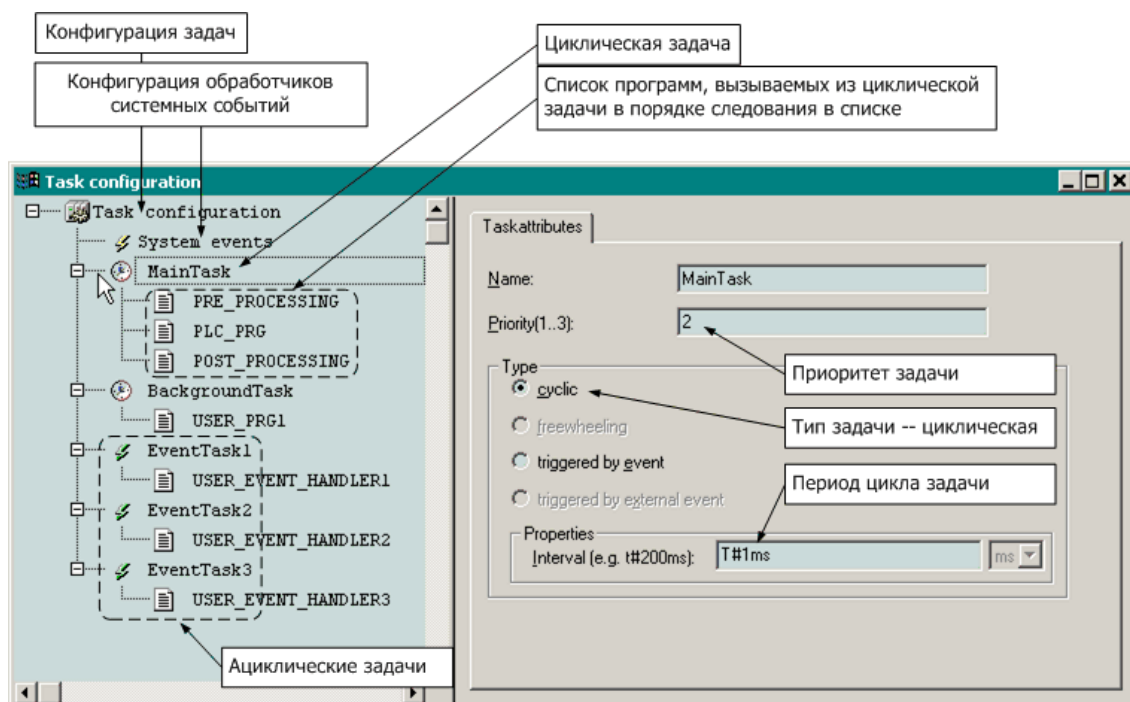 Конфигурация задач
Конфигурация обработчиков
системных событий
Циклическая задача
Список программ, вызываемых из циклической
задачи в порядке следования в списке
Task configuration
Task configuration
System events
MainTask
PRE_PROCESSING
PLC_PRG
POST_PROCESSING
BackgroundTask
USER_PRG1
EventTask1
USER_EVENT_HANDLER1
EventTask2
USER_EVENT_HANDLER2
EventTask3
USER_EVENT_HANDLER3
Ациклические задачи
Taskattributes
Name: MainTask
Priority(1..3): 2
Приоритет задачи
Type
cyclic
Тип задачи -- циклическая
freewheeling
triggered by event
Период цикла задачи
triggered by external event
Properties
Interval (e.g. t#200ms): T#1ms ms